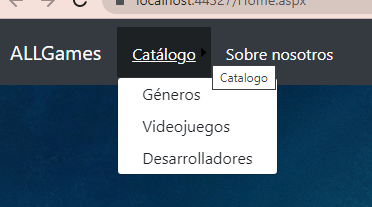 localhost:44327/Home.aspx
ALLGames
Catálogo
Sobre nosotros
Catalogo
Géneros
Videojuegos
Desarrolladores